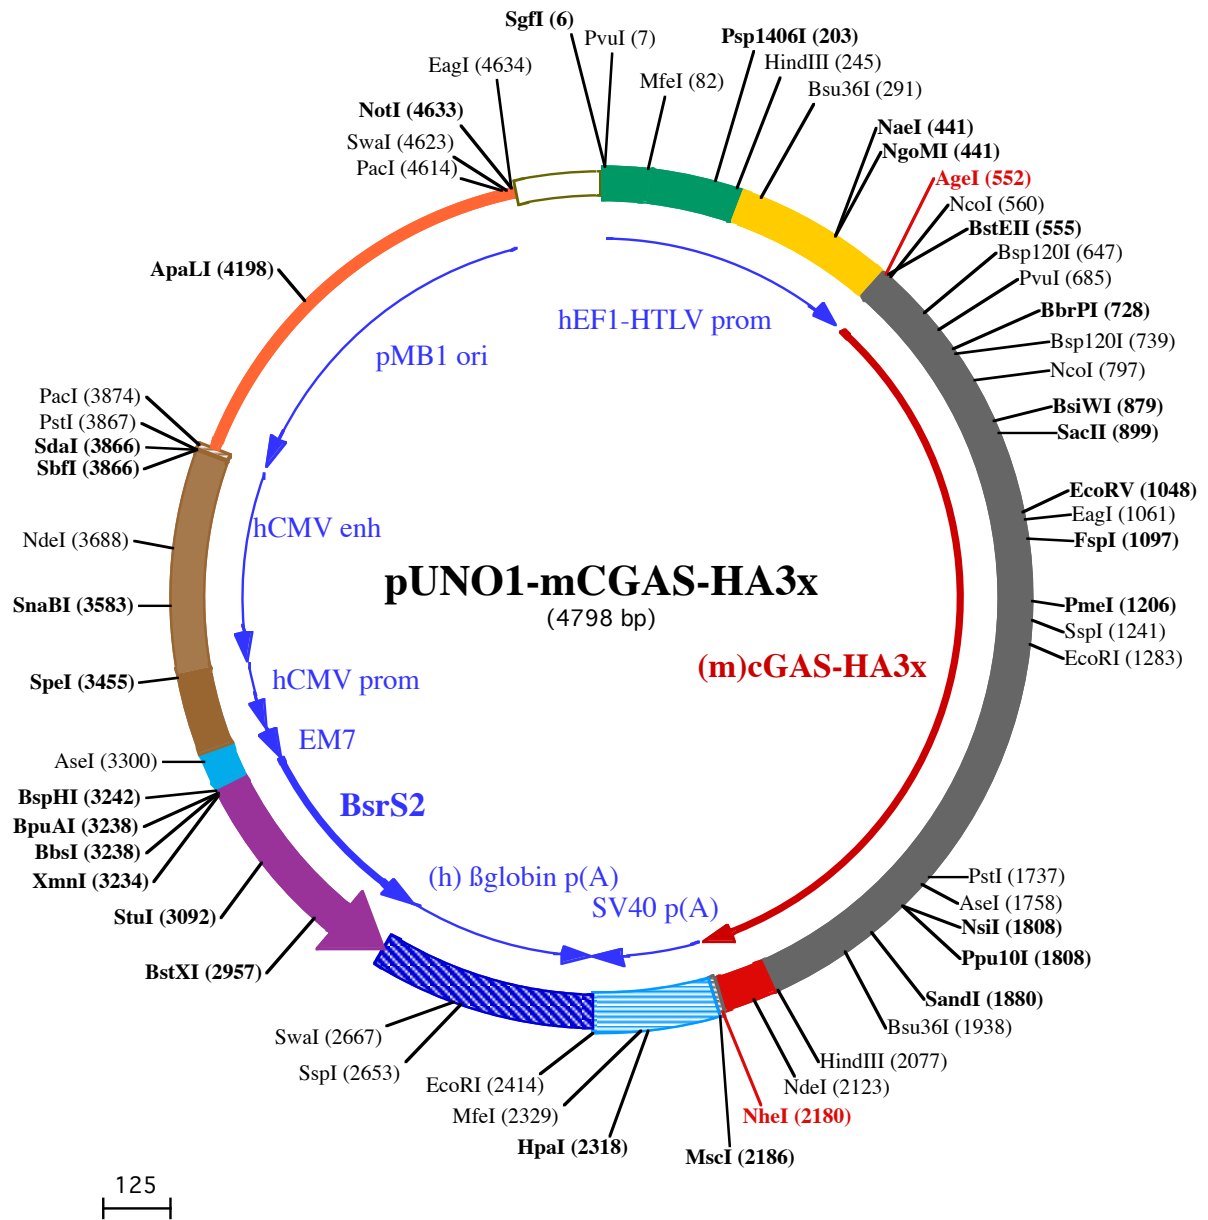 SgfI (6)
PvuI (7)
MfeI (82)
Psp1406I (203)
HindIII (245)
Bsu36I (291)
NaeI (441)
NgoMI (441)
AgeI (552)
NcoI (560)
BstEII (555)
Bsp120I (647)
PvuI (685)
BbrPI (728)
Bsp120I (739)
NcoI (797)
BsiWI (879)
SacII (899)
EcoRV (1048)
EagI (1061)
FspI (1097)
PmeI (1206)
SspI (1241)
EcoRI (1283)
PstI (1737)
AseI (1758)
NsiI (1808)
Ppu10I (1808)
SandI (1880)
Bsu36I (1938)
HindIII (2077)
NdeI (2123)
NheI (2180)
MscI (2186)
HpaI (2318)
MfeI (2329)
EcoRI (2414)
SspI (2653)
SwaI (2667)
BstXI (2957)
StuI (3092)
XmnI (3234)
BbsI (3238)
BpuAI (3238)
BspHI (3242)
AseI (3300)
SpeI (3455)
SnaBI (3583)
NdeI (3688)
SbfI (3866)
SdaI (3866)
PstI (3867)
PacI (3874)
ApaLI (4198)
PacI (4614)
SwaI (4623)
NotI (4633)
EagI (4634)
hEF1-HTLV prom
pMB1 ori
hCMV enh
pUNO1-mCGAS-HA3x
(4798 bp)
(m)cGAS-HA3x
hCMV prom
EM7
BsrS2
(h) ßglobin p(A)
SV40 p(A)
125